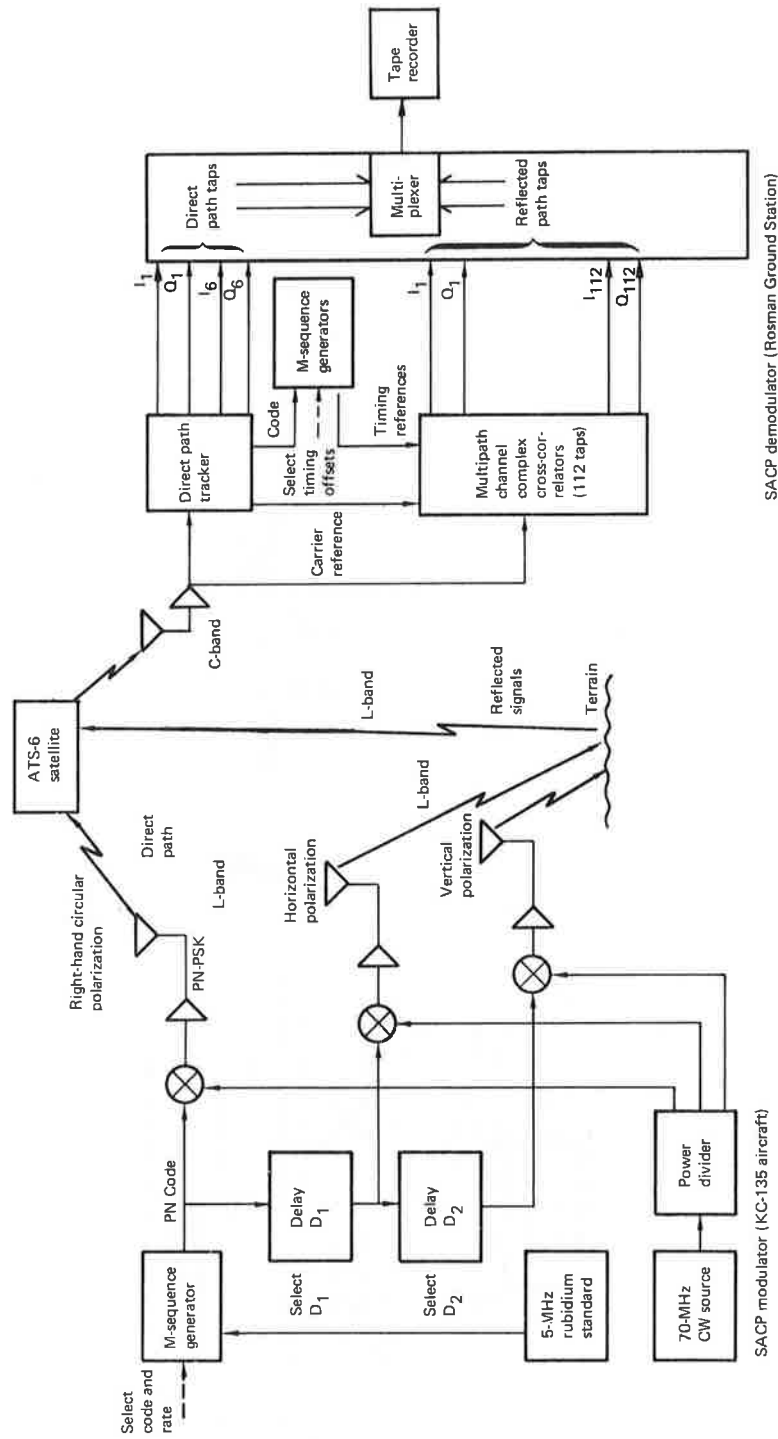 Select
code and
rate
M-sequence
generator
PN Code
Delay
D1
Select
D1
Delay
D2
Select
D2
5-MHz
rubidium
standard
70-MHz
CW source
Power
divider
SACP modulator (KC-135 aircraft)
Right-hand circular
polarization
PN-PSK
Direct
path
L-band
Horizontal
polarization
Vertical
polarization
L-band
ATS-6
satellite
L-band
Reflected
signals
Terrain
C-band
Direct path
tracker
Carrier
reference
Code
Select
timing
offsets
M-sequence
generators
Timing
references
Multipath
channel
complex
cross-cor-
relators
(112 taps)
I1
Q1
I6
Q6
Direct
path taps
Multi-
plexer
Reflected
path taps
I1
Q1
I112
Q112
Tape
recorder
SACP demodulator (Rosman Ground Station)